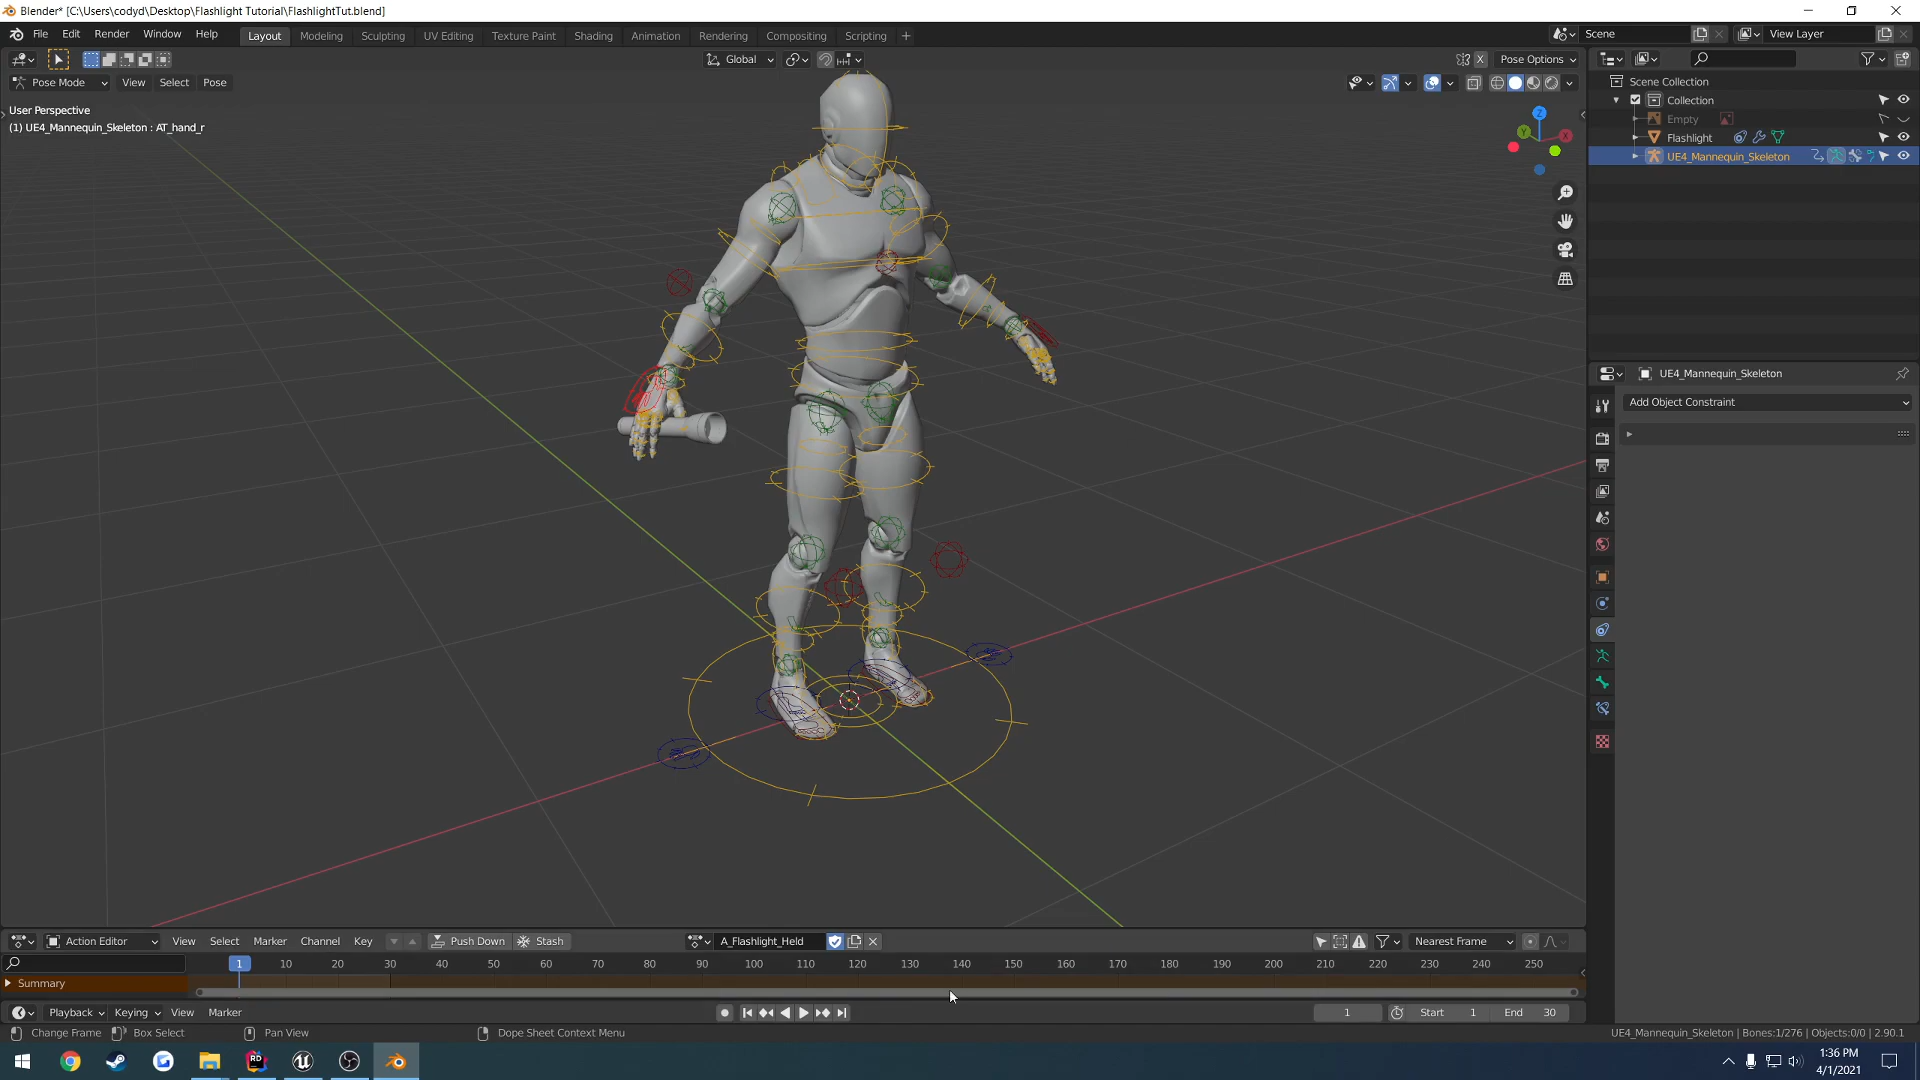 Blender* [C:\Users\codyd\Desktop\Flashlight Tutorial\FlashlightTut.blend]
File Edit Render Window Help Layout Modeling Sculpting UV Editing Texture Paint Shading Animation Rendering Compositing Scripting + Scene View Layer
Global X Pose Options
Pose Mode View Select Pose
User Perspective
(1) UE4_Mannequin_Skeleton : AT_hand_r
Z
Y
X
Scene Collection
Collection
Empty
Flashlight
UE4_Mannequin_Skeleton
UE4_Mannequin_Skeleton
Add Object Constraint
Action Editor View Select Marker Channel Key Push Down Stash A_Flashlight_Held Nearest Frame
1 10 20 30 40 50 60 70 80 90 100 110 120 130 140 150 160 170 180 190 200 210 220 230 240 250
Summary
Playback Keying View Marker 1 Start 1 End 30
Change Frame Box Select Pan View Dope Sheet Context Menu UE4_Mannequin_Skeleton | Bones:1/276 | Objects:0/0 | 2.90.1
RD
1:36 PM
4/1/2021